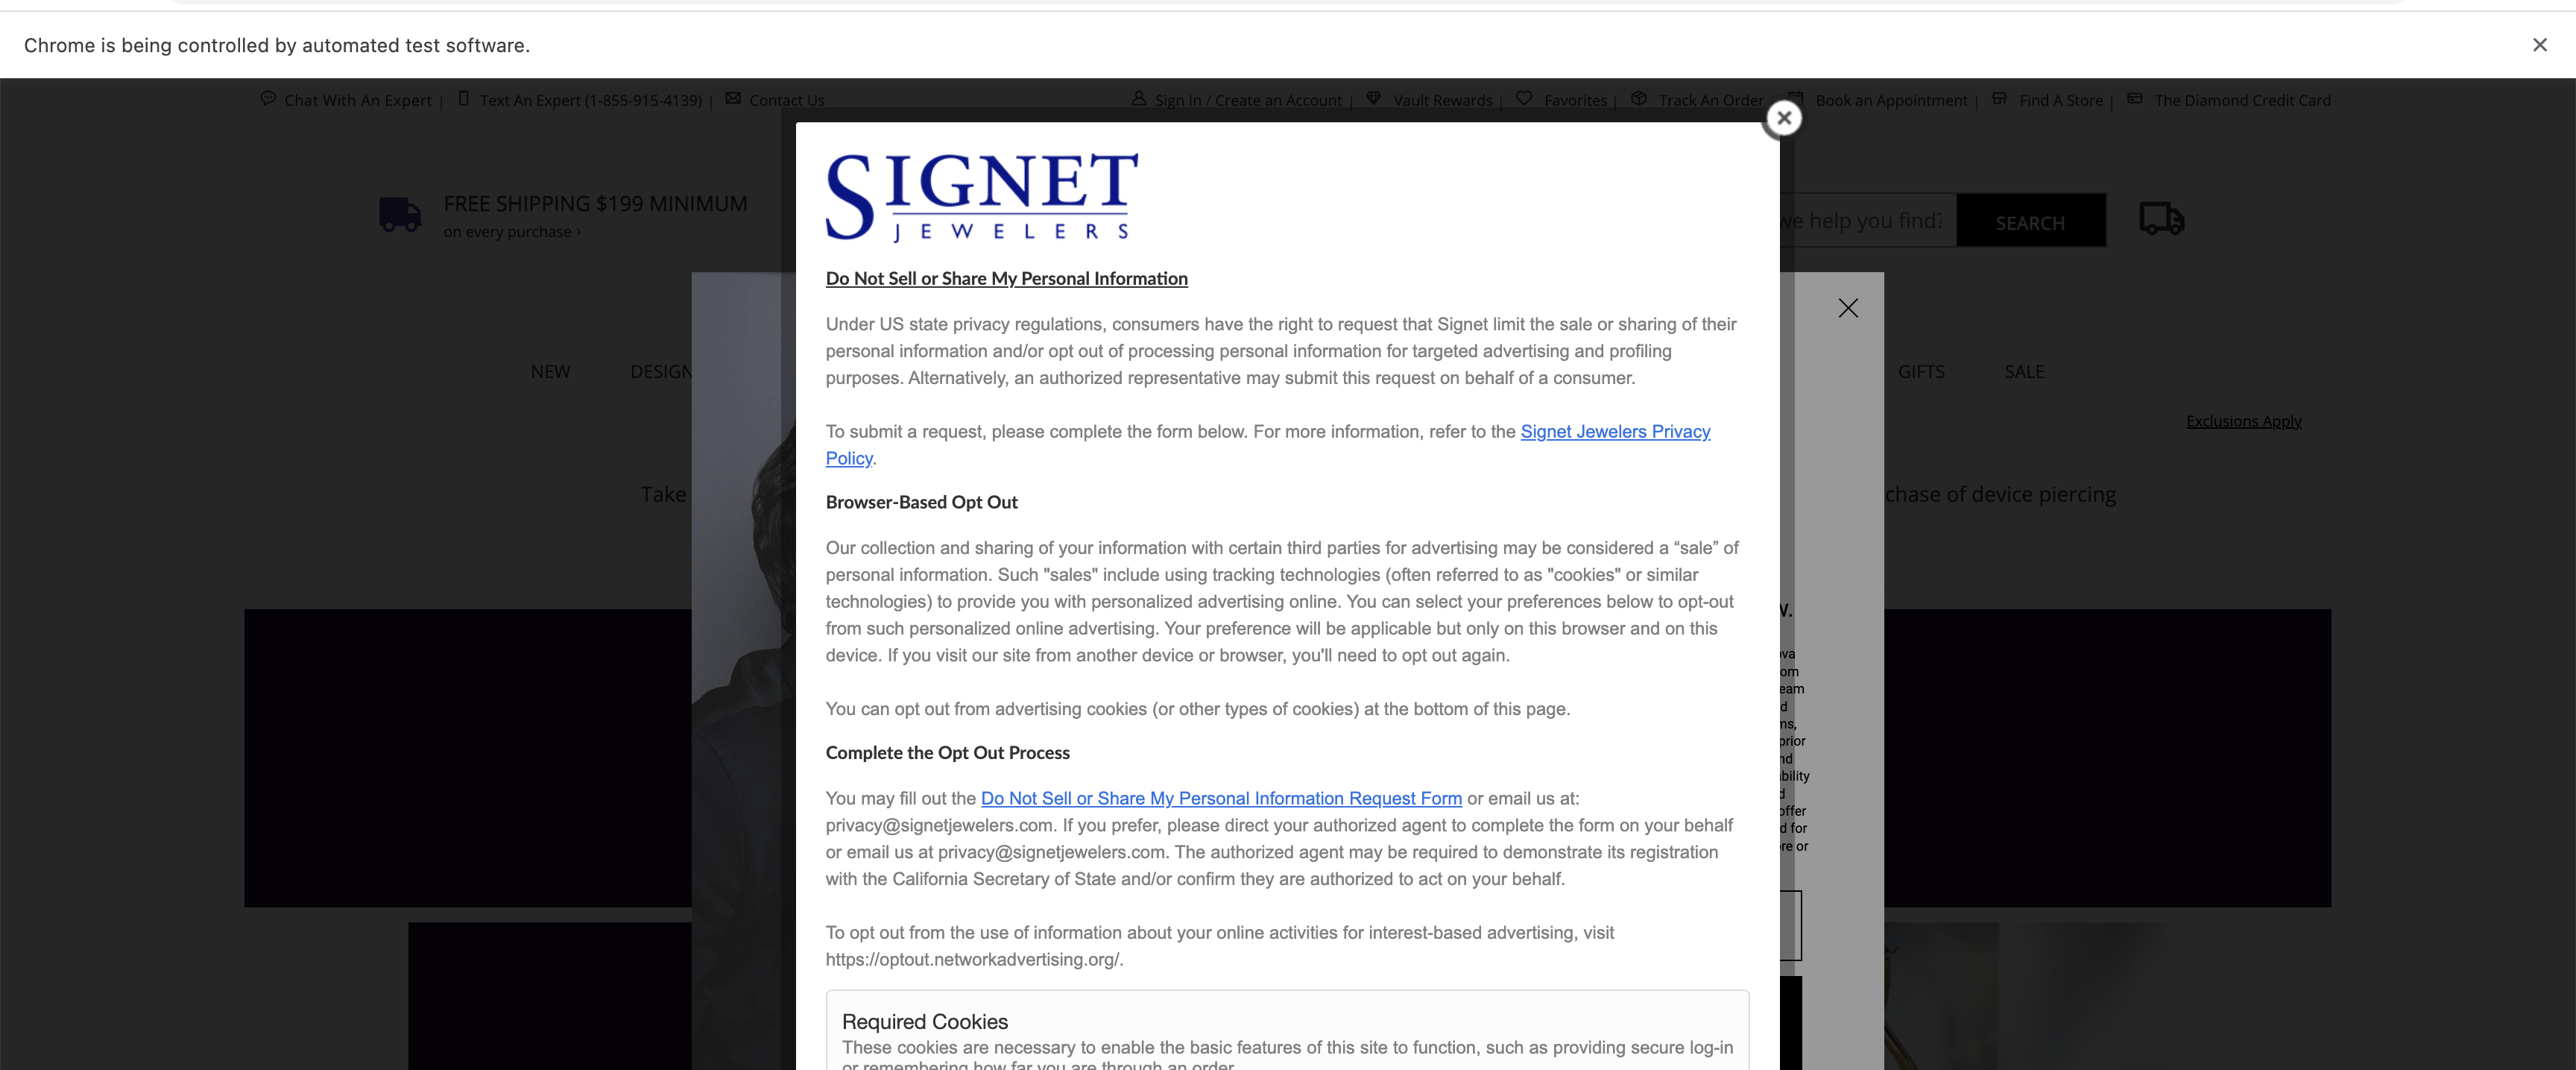 Chrome is being controlled by automated test software.
Chat With An Expert | Text An Expert (1-855-915-4139) | Contact Us
Sign In / Create an Account | Vault Rewards | Favorites | Track An Order Book an Appointment | Find A Store | The Diamond Credit Card
FREE SHIPPING $199 MINIMUM
on every purchase ›
we help you find?
SEARCH
NEW
DESIGN
GIFTS
SALE
Exclusions Apply
Take
chase of device piercing
SIGNET
JEWELERS
Do Not Sell or Share My Personal Information
Under US state privacy regulations, consumers have the right to request that Signet limit the sale or sharing of their
personal information and/or opt out of processing personal information for targeted advertising and profiling
purposes. Alternatively, an authorized representative may submit this request on behalf of a consumer.
To submit a request, please complete the form below. For more information, refer to the Signet Jewelers Privacy
Policy.
Browser-Based Opt Out
Our collection and sharing of your information with certain third parties for advertising may be considered a “sale” of
personal information. Such "sales" include using tracking technologies (often referred to as "cookies" or similar
technologies) to provide you with personalized advertising online. You can select your preferences below to opt-out
from such personalized online advertising. Your preference will be applicable but only on this browser and on this
device. If you visit our site from another device or browser, you'll need to opt out again.
You can opt out from advertising cookies (or other types of cookies) at the bottom of this page.
Complete the Opt Out Process
You may fill out the Do Not Sell or Share My Personal Information Request Form or email us at:
privacy@signetjewelers.com. If you prefer, please direct your authorized agent to complete the form on your behalf
or email us at privacy@signetjewelers.com. The authorized agent may be required to demonstrate its registration
with the California Secretary of State and/or confirm they are authorized to act on your behalf.
To opt out from the use of information about your online activities for interest-based advertising, visit
https://optout.networkadvertising.org/.
Required Cookies
These cookies are necessary to enable the basic features of this site to function, such as providing secure log-in
or remembering how far you are through an order.
prior
bility
offer
d for
re or